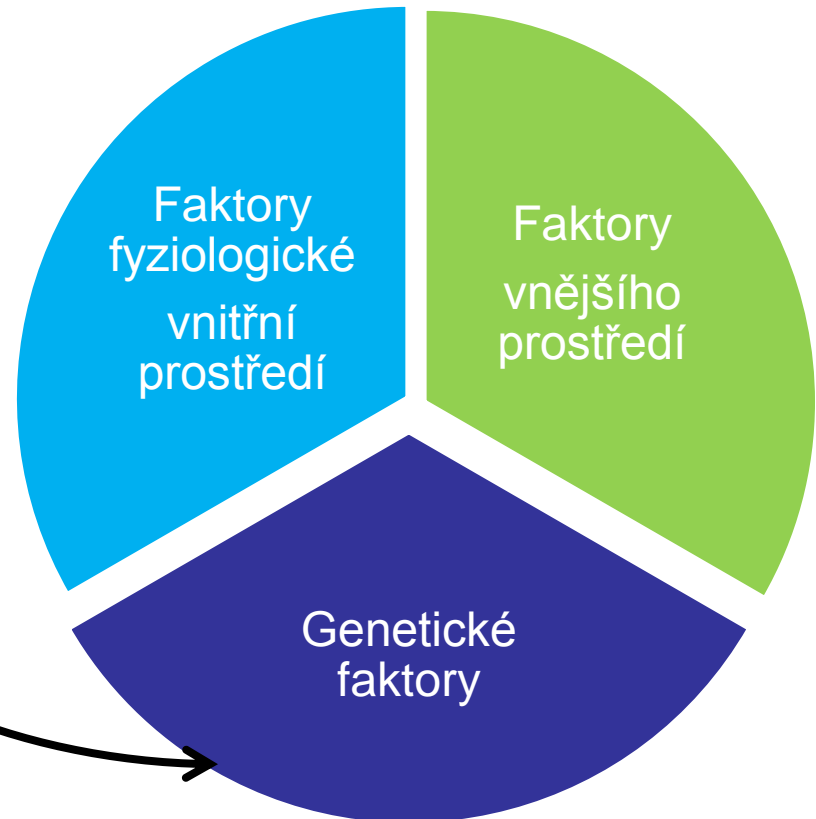 Faktory
fyziologické
vnitřní
prostředí
Faktory
vnějšího
prostředí
Genetické
faktory